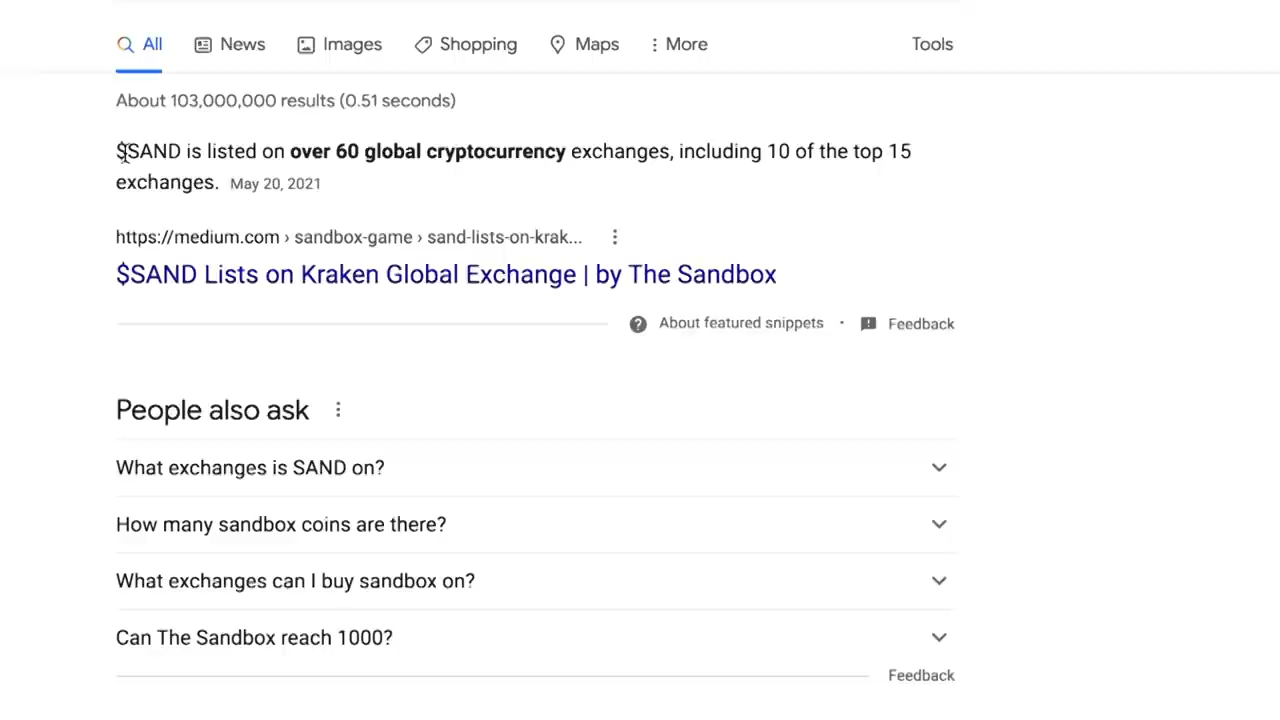 All News Images Shopping Maps More Tools
About 103,000,000 results (0.51 seconds)
$SAND is listed on over 60 global cryptocurrency exchanges, including 10 of the top 15
exchanges. May 20, 2021
https://medium.com › sandbox-game › sand-lists-on-krak...
$SAND Lists on Kraken Global Exchange | by The Sandbox
About featured snippets · Feedback
People also ask
What exchanges is SAND on?
How many sandbox coins are there?
What exchanges can I buy sandbox on?
Can The Sandbox reach 1000?
Feedback